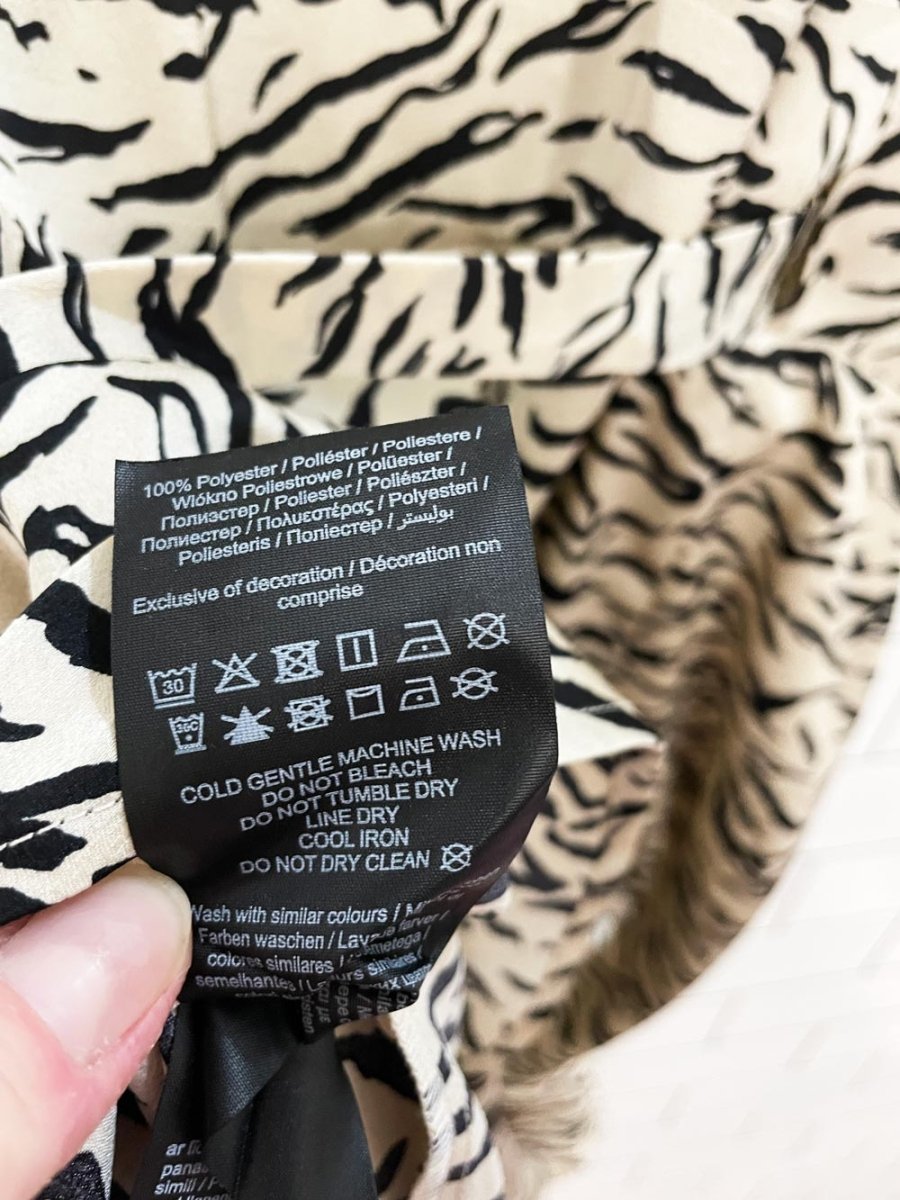 100% Polyester / Poliéster / Poliestere /
Włókno Poliestrowe / Polüester /
Полиэстер / Poliester / Poliészter /
Полиестер / Πολυεστέρας / Polyesteri /
Poliesteris / Поліестер / بوليستر
Exclusive of decoration / Décoration non
comprise
30
30C
COLD GENTLE MACHINE WASH
DO NOT BLEACH
DO NOT TUMBLE DRY
LINE DRY
COOL IRON
DO NOT DRY CLEAN
Wash with similar colours /
Farben waschen /
colores similares /
semelhantes /